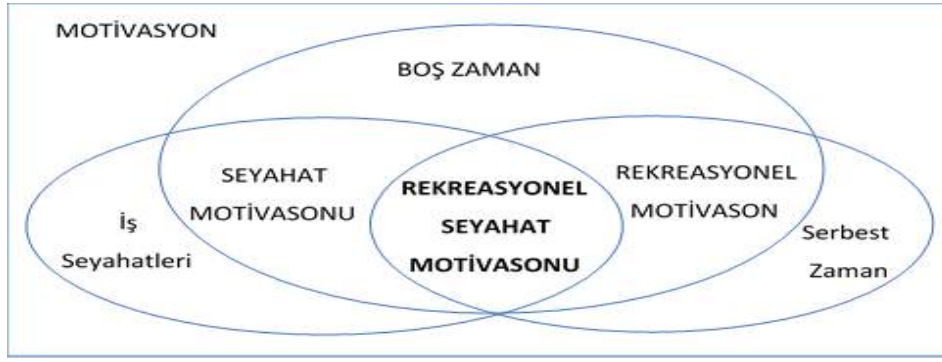 MOTİVASYON
BOŞ ZAMAN
SEYAHAT
MOTİVASONU
REKREASYONEL
SEYAHAT
MOTİVASONU
REKREASYONEL
MOTİVASON
İş
Seyahatleri
Serbest
Zaman